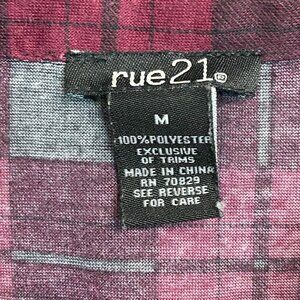 rue21®
M
100%POLYESTER
EXCLUSIVE
OF TRIMS
MADE IN CHINA
RN 70829
SEE REVERSE
FOR CARE